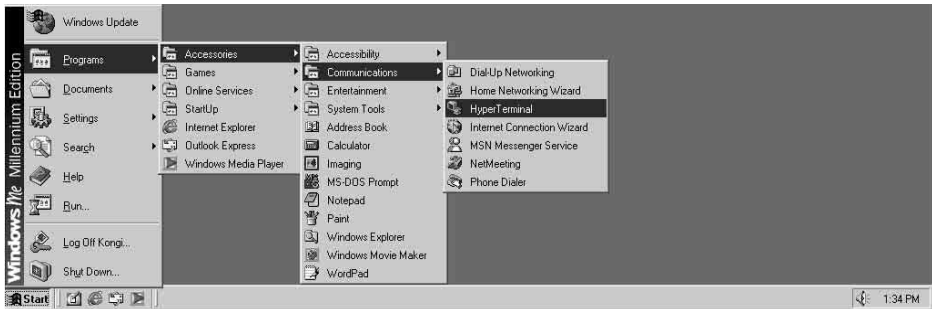 Windows Me Millennium Edition
Windows Update
Programs
Documents
Settings
Search
Help
Run...
Log Off Kongi...
Shut Down...
Accessories
Games
Online Services
StartUp
Internet Explorer
Outlook Express
Windows Media Player
Accessibility
Communications
Entertainment
System Tools
Address Book
Calculator
Imaging
MS-DOS Prompt
Notepad
Paint
Windows Explorer
Windows Movie Maker
WordPad
Dial-Up Networking
Home Networking Wizard
HyperTerminal
Internet Connection Wizard
MSN Messenger Service
NetMeeting
Phone Dialer
Start
1:34 PM